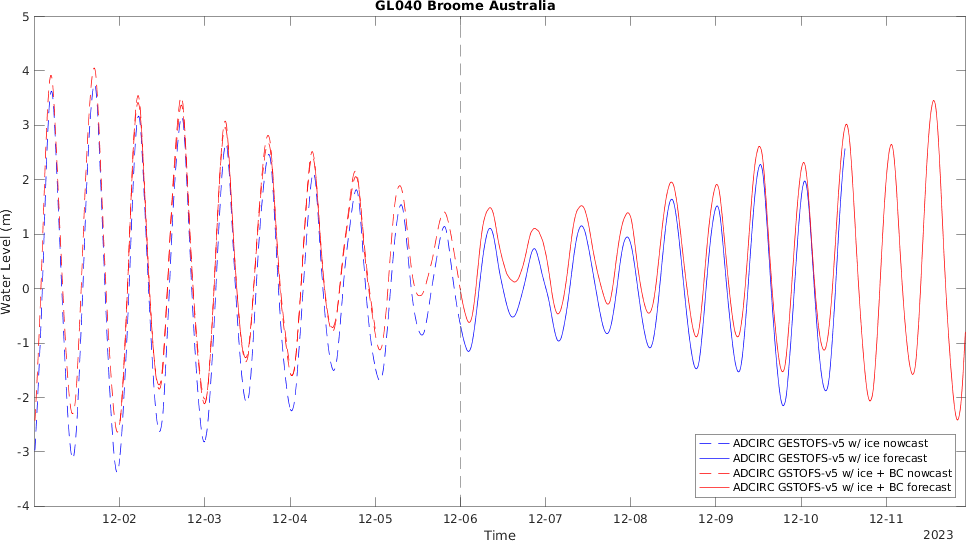 GL040 Broome Australia
5
4
3
2
1
0
-1
-2
-3
-4
Water Level (m)
12-02 12-03 12-04 12-05 12-06 12-07 12-08 12-09 12-10 12-11
Time
2023
ADCIRC GESTOFS-v5 w/ ice nowcast
ADCIRC GESTOFS-v5 w/ ice forecast
ADCIRC GSTOFS-v5 w/ ice + BC nowcast
ADCIRC GSTOFS-v5 w/ ice + BC forecast